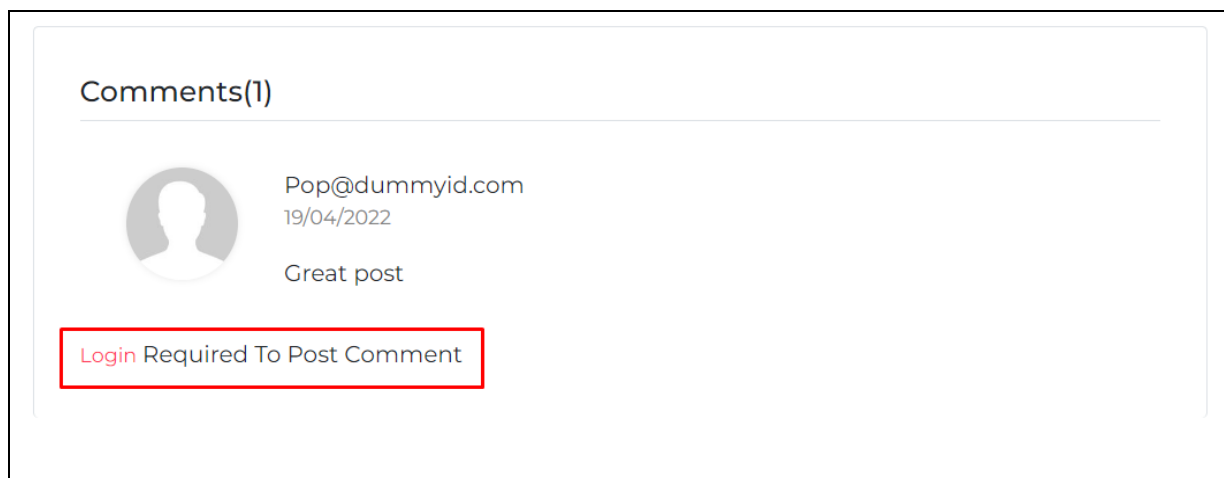 Comments(1)
Pop@dummyid.com
19/04/2022
Great post
Login Required To Post Comment